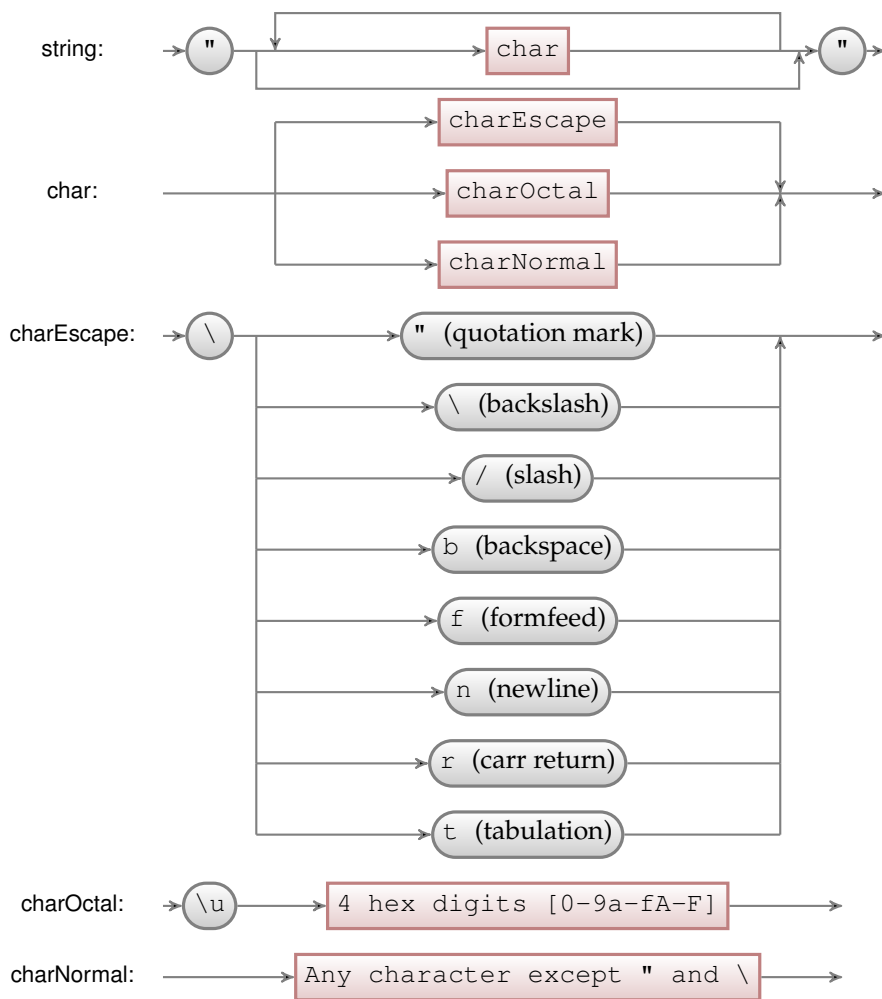 string: " char "
charEscape
char: charOctal
charNormal
charEscape: \ " (quotation mark)
\ (backslash)
/ (slash)
b (backspace)
f (formfeed)
n (newline)
r (carr return)
t (tabulation)
charOctal: \u 4 hex digits [0-9a-fA-F]
charNormal: Any character except " and \